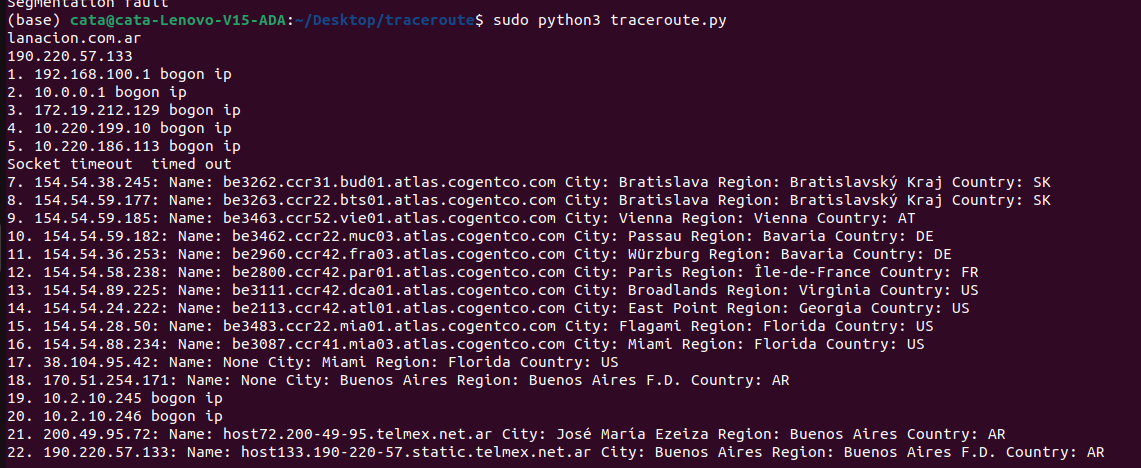 Segmentation fault
(base) cata@cata-Lenovo-V15-ADA:~/Desktop/traceroute$ sudo python3 traceroute.py
lanacion.com.ar
190.220.57.133
1. 192.168.100.1 bogon ip
2. 10.0.0.1 bogon ip
3. 172.19.212.129 bogon ip
4. 10.220.199.10 bogon ip
5. 10.220.186.113 bogon ip
Socket timeout  timed out
7. 154.54.38.245: Name: be3262.ccr31.bud01.atlas.cogentco.com City: Bratislava Region: Bratislavský Kraj Country: SK
8. 154.54.59.177: Name: be3263.ccr22.bts01.atlas.cogentco.com City: Bratislava Region: Bratislavský Kraj Country: SK
9. 154.54.59.185: Name: be3463.ccr52.vie01.atlas.cogentco.com City: Vienna Region: Vienna Country: AT
10. 154.54.59.182: Name: be3462.ccr22.muc03.atlas.cogentco.com City: Passau Region: Bavaria Country: DE
11. 154.54.36.253: Name: be2960.ccr42.fra03.atlas.cogentco.com City: Würzburg Region: Bavaria Country: DE
12. 154.54.58.238: Name: be2800.ccr42.par01.atlas.cogentco.com City: Paris Region: Île-de-France Country: FR
13. 154.54.89.225: Name: be3111.ccr42.dca01.atlas.cogentco.com City: Broadlands Region: Virginia Country: US
14. 154.54.24.222: Name: be2113.ccr42.atl01.atlas.cogentco.com City: East Point Region: Georgia Country: US
15. 154.54.28.50: Name: be3483.ccr22.mia01.atlas.cogentco.com City: Flagami Region: Florida Country: US
16. 154.54.88.234: Name: be3087.ccr41.mia03.atlas.cogentco.com City: Miami Region: Florida Country: US
17. 38.104.95.42: Name: None City: Miami Region: Florida Country: US
18. 170.51.254.171: Name: None City: Buenos Aires Region: Buenos Aires F.D. Country: AR
19. 10.2.10.245 bogon ip
20. 10.2.10.246 bogon ip
21. 200.49.95.72: Name: host72.200-49-95.telmex.net.ar City: José María Ezeiza Region: Buenos Aires Country: AR
22. 190.220.57.133: Name: host133.190-220-57.static.telmex.net.ar City: Buenos Aires Region: Buenos Aires F.D. Country: AR